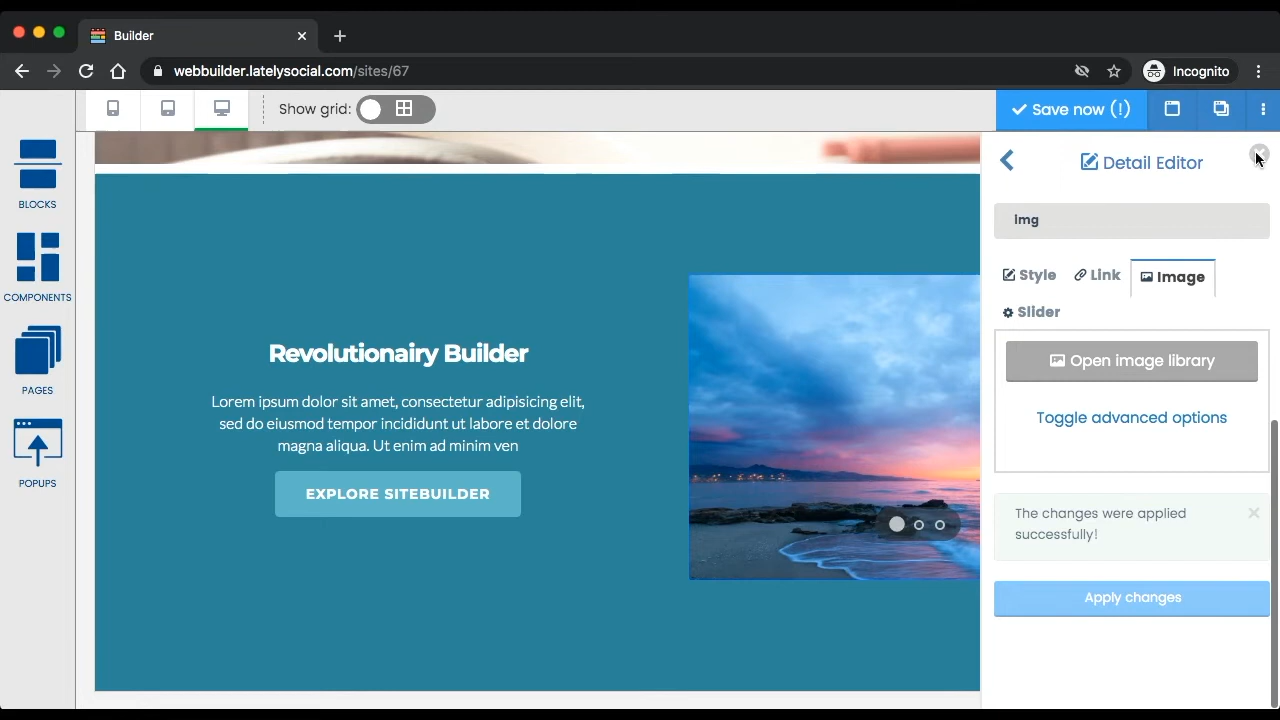 Builder
webbuilder.latelysocial.com/sites/67
Incognito
Show grid:
Save now (!)
BLOCKS
COMPONENTS
PAGES
POPUPS
Revolutionairy Builder
Lorem ipsum dolor sit amet, consectetur adipisicing elit,
sed do eiusmod tempor incididunt ut labore et dolore
magna aliqua. Ut enim ad minim ven
EXPLORE SITEBUILDER
Detail Editor
Img
Style Link Image
Slider
Open image library
Toggle advanced options
The changes were applied
successfully!
Apply changes